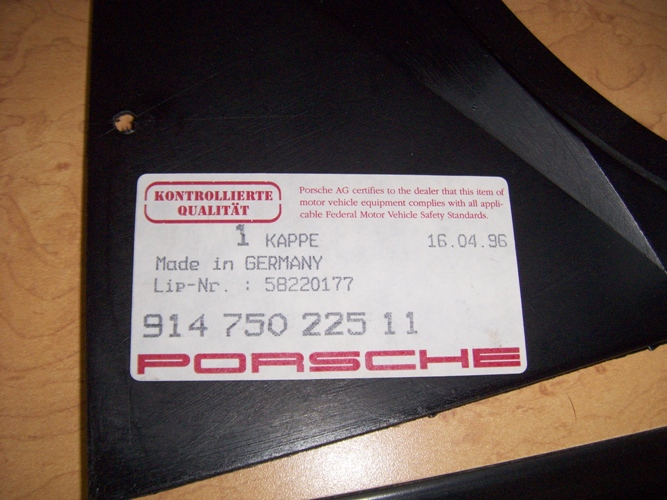 KONTROLLIERTE
QUALITÄT
Porsche AG certifies to the dealer that this item of
motor vehicle equipment complies with all appli-
cable Federal Motor Vehicle Safety Standards.
1 KAPPE 16.04.96
Made in GERMANY
Lip-Nr. : 58220177
914 750 225 11
PORSCHE